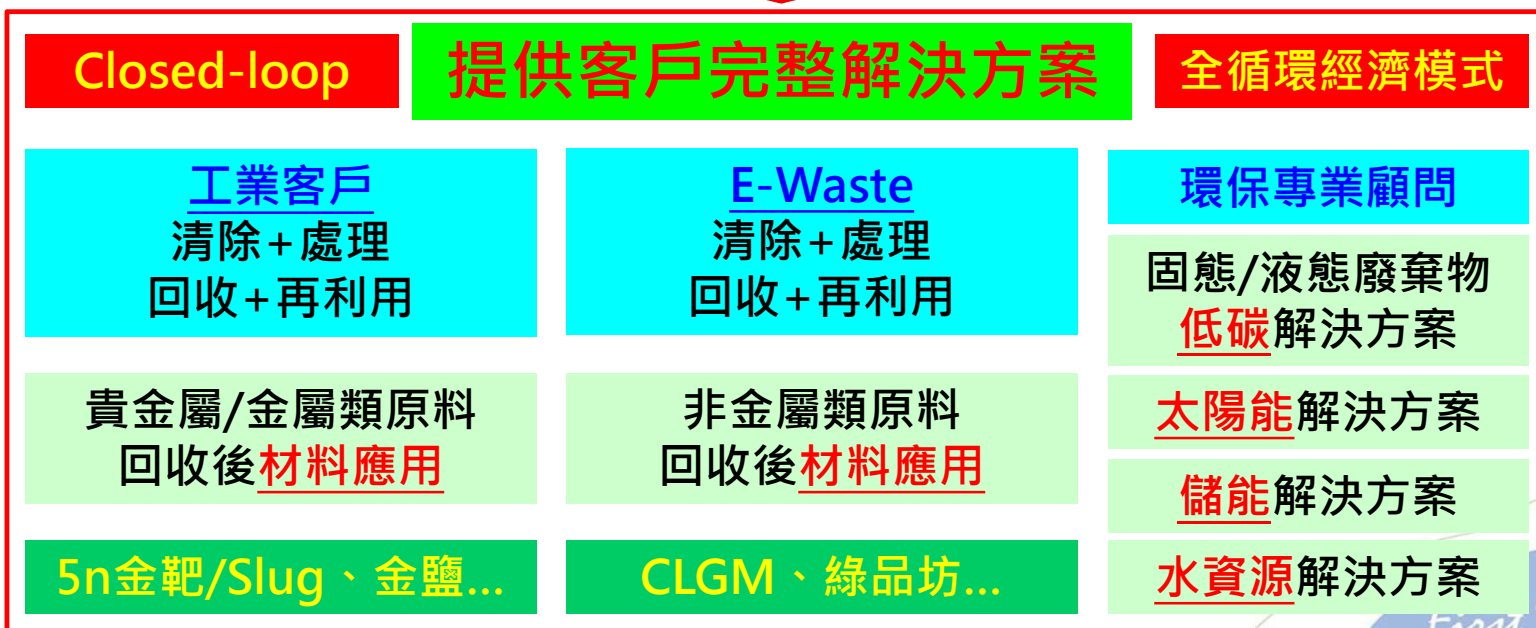 Closed-loop
提供客戶完整解決方案
全循環經濟模式
工業客戶
清除+處理
回收+再利用
貴金屬/金屬類原料
回收後材料應用
5n金靶/Slug、金鹽...
E-Waste
清除+處理
回收+再利用
非金屬類原料
回收後材料應用
CLGM、綠品坊...
環保專業顧問
固態/液態廢棄物
低碳解決方案
太陽能解決方案
儲能解決方案
水資源解決方案
First